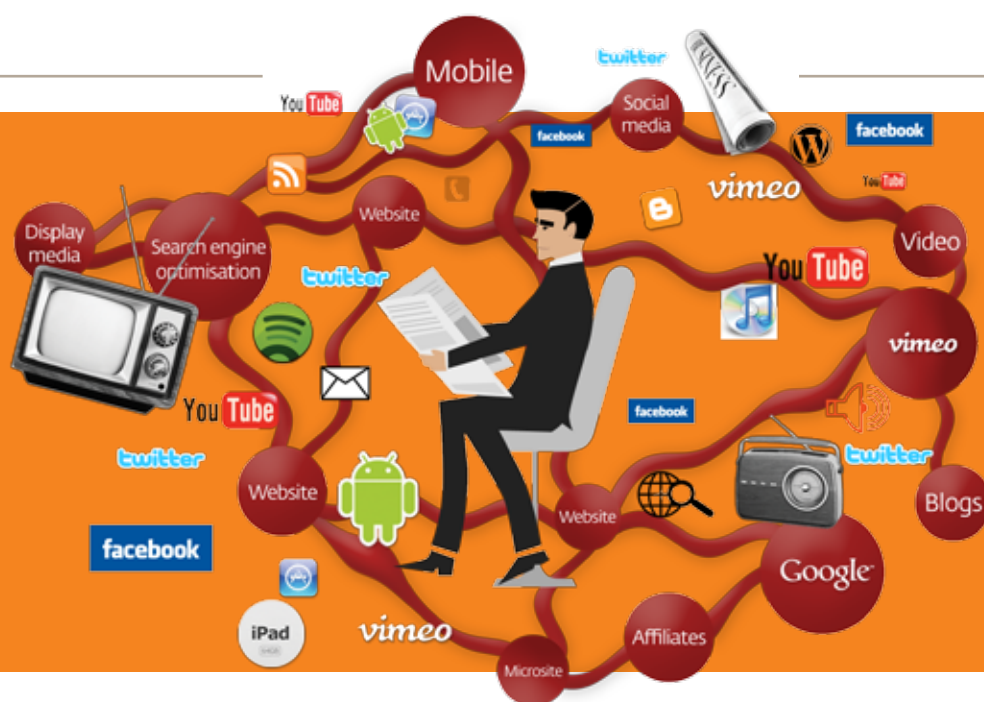 Mobile
twitter
You Tube
Social
media
facebook
facebook
vimeo
You Tube
Website
Display
media
Search engine
optimisation
Video
twitter
You Tube
vimeo
You Tube
facebook
twitter
twitter
Website
Website
Blogs
facebook
Google
iPad
64GB
vimeo
Affiliates
Microsite